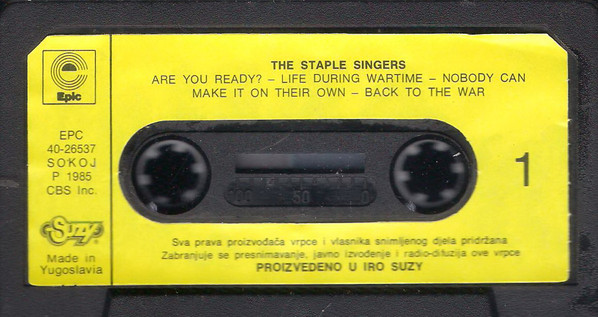 THE STAPLE SINGERS
ARE YOU READY? – LIFE DURING WARTIME – NOBODY CAN
MAKE IT ON THEIR OWN – BACK TO THE WAR
Epic
EPC
40-26537
SOKOJ
P 1985
CBS Inc.
Suzy
Made in
Yugoslavia
1
100 50 0
Sva prava proizvođača vrpce i vlasnika snimljenog djela pridržana
Zabranjuje se presnimavanje, javno izvođenje i radio-difuzija ove vrpce
PROIZVEDENO U IRO SUZY